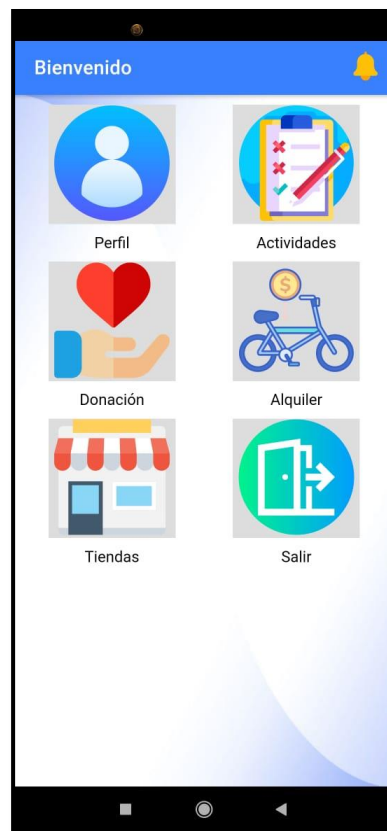 Bienvenido
Perfil
Actividades
$
Donación
Alquiler
Tiendas
Salir